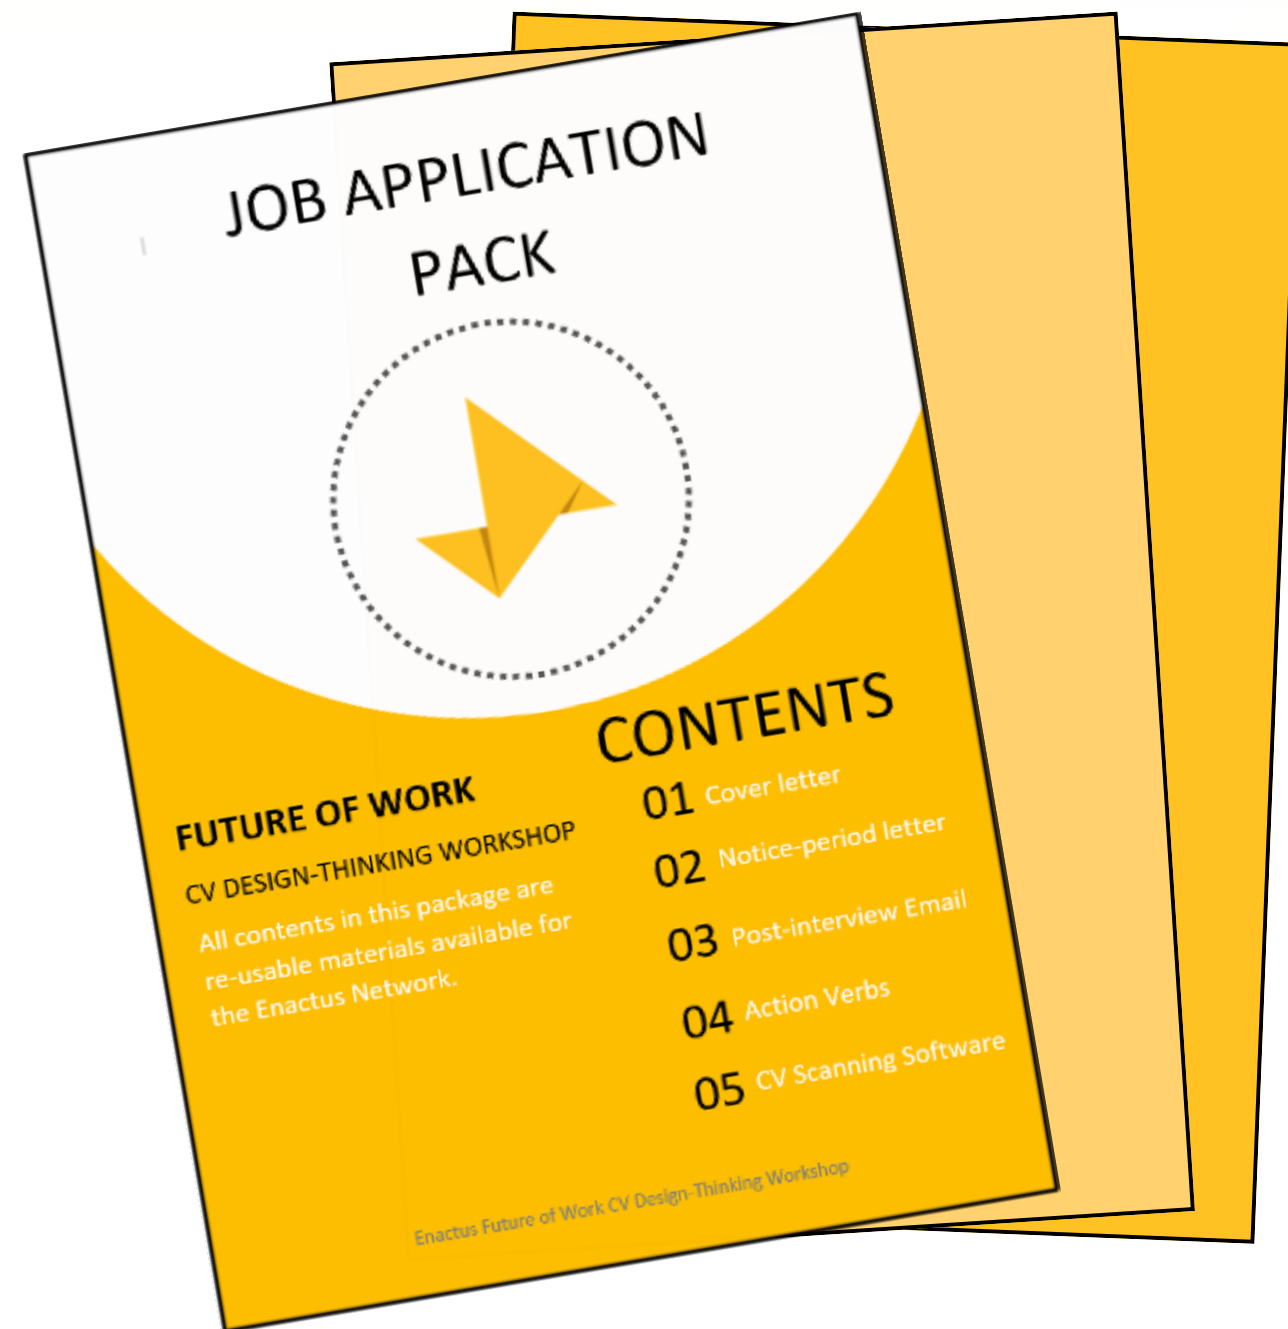 JOB APPLICATION
PACK
FUTURE OF WORK
CV DESIGN-THINKING WORKSHOP
All contents in this package are
re-usable materials available for
the Enactus Network.
CONTENTS
01 Cover letter
02 Notice-period letter
03 Post-interview Email
04 Action Verbs
05 CV Scanning Software
Enactus Future of Work CV Design-Thinking Workshop